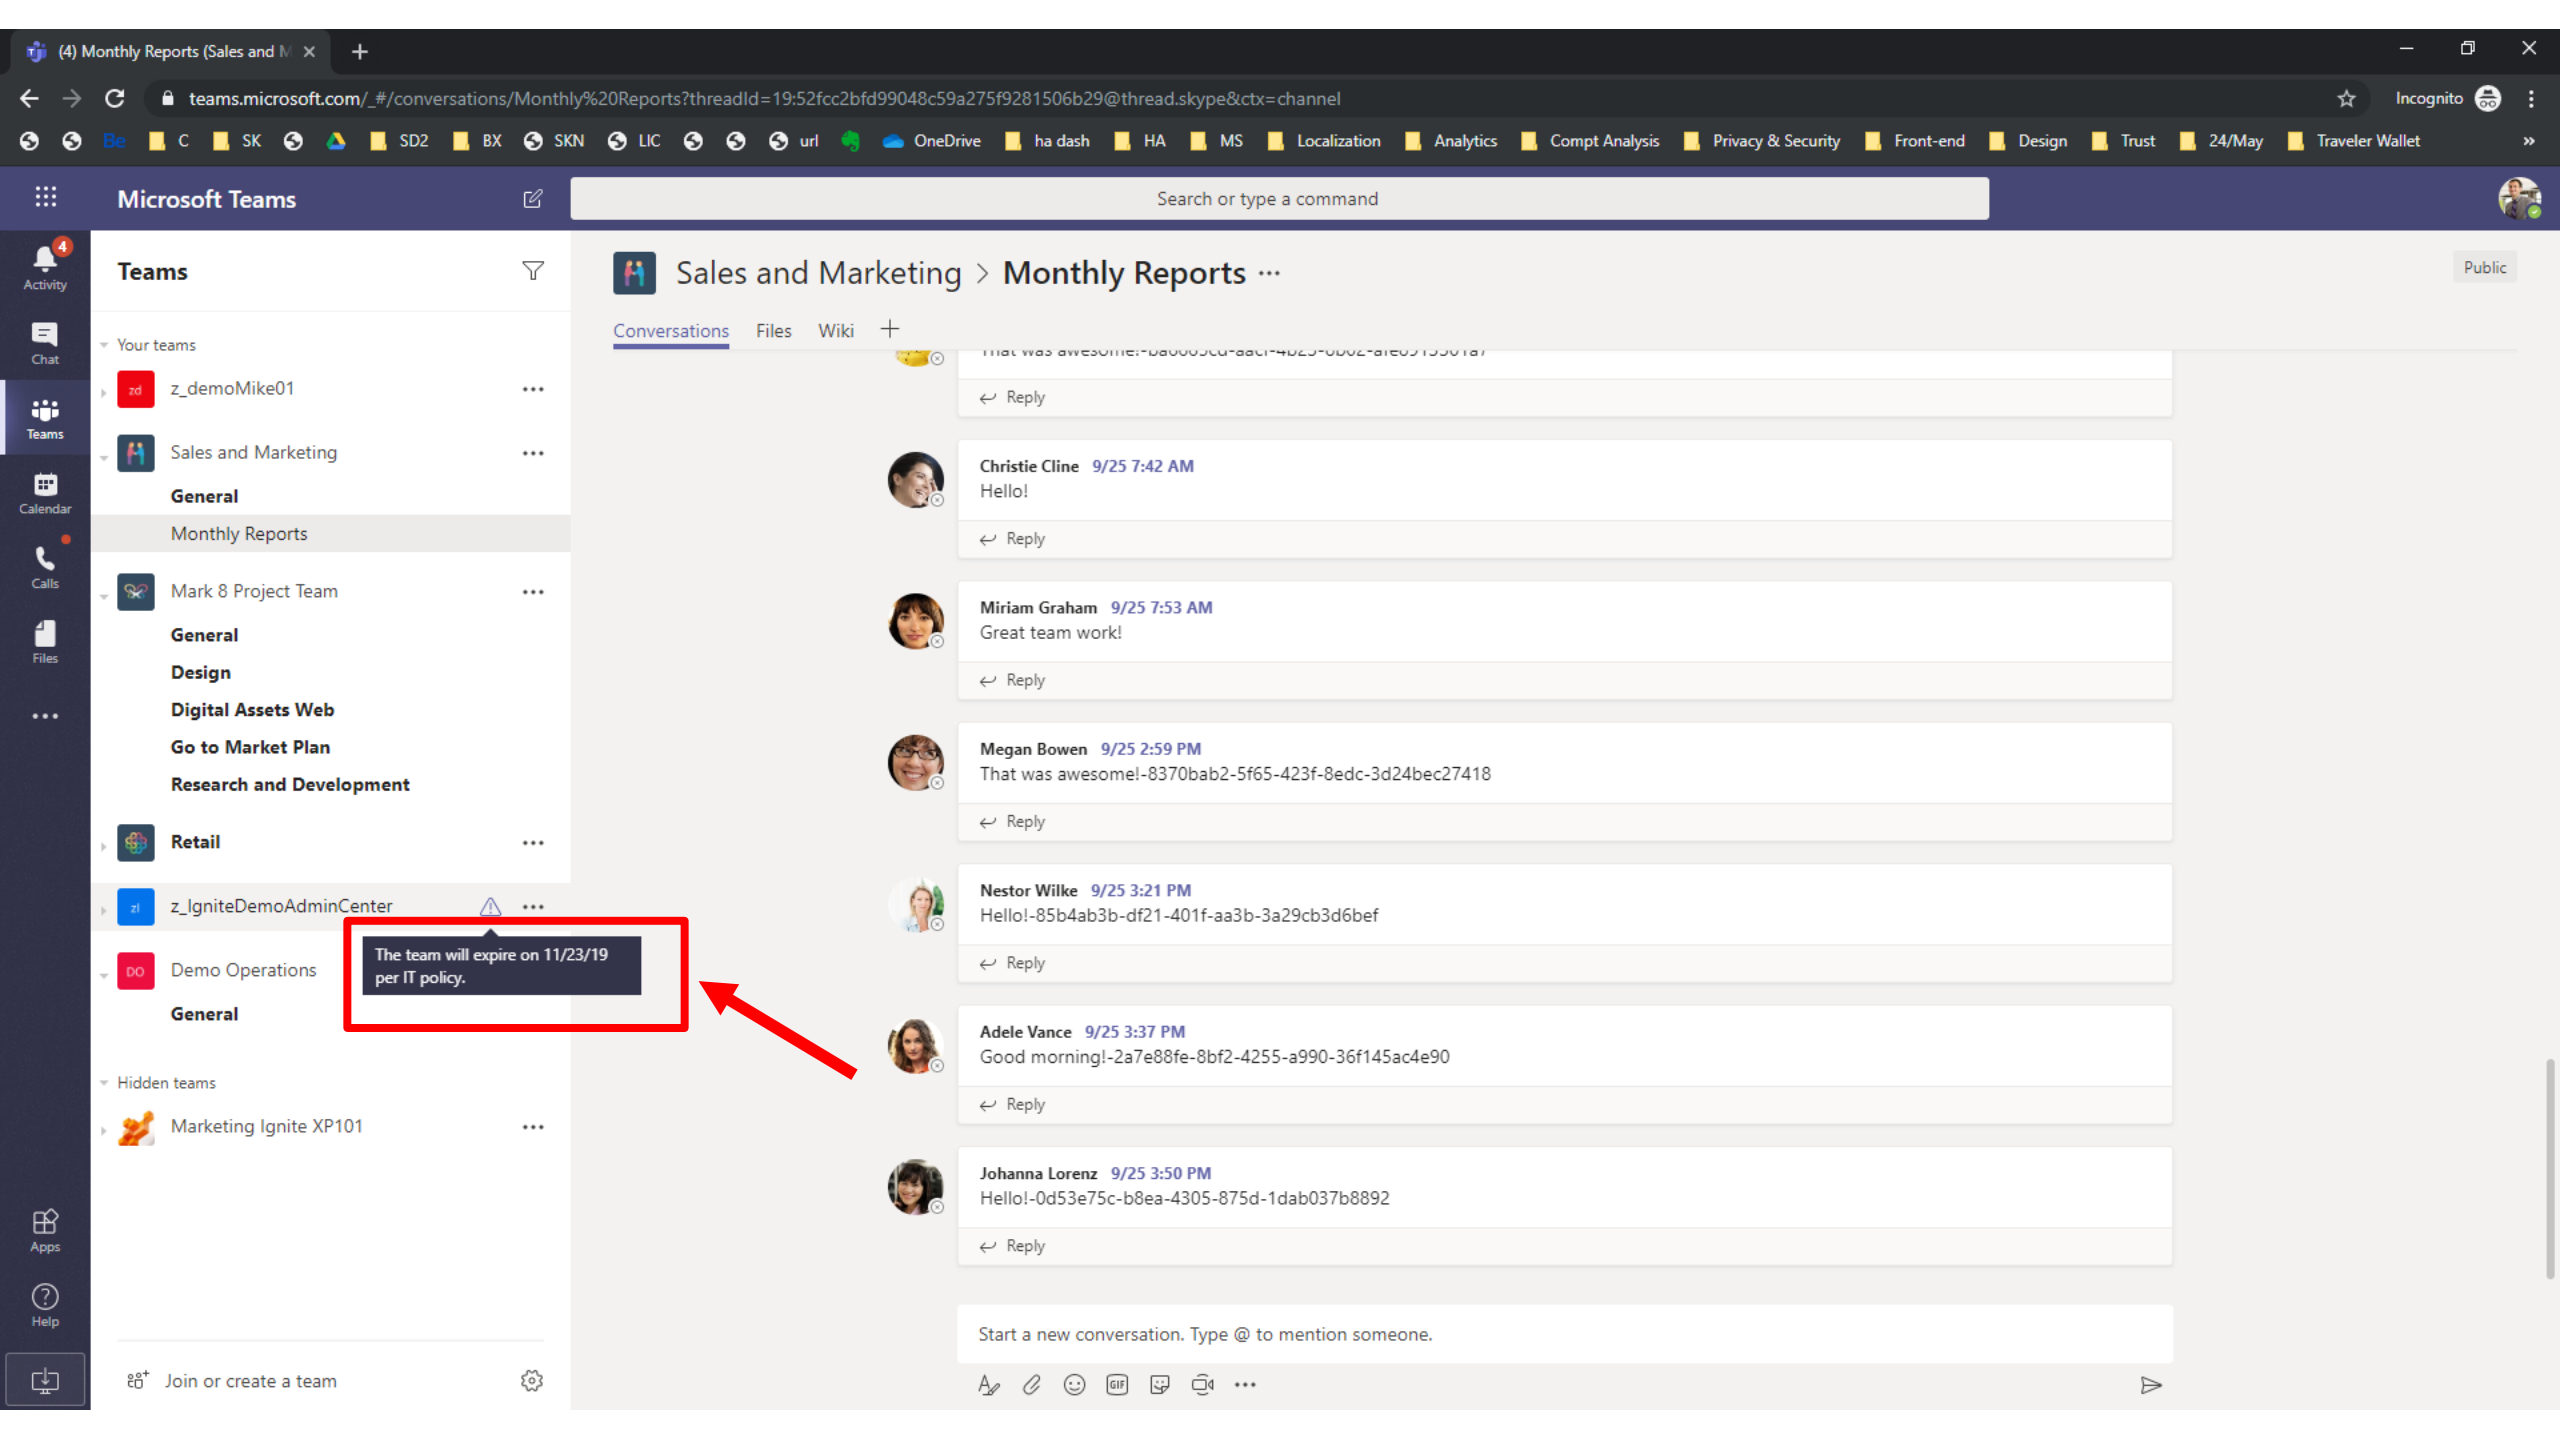 (4) Monthly Reports (Sales and M
teams.microsoft.com/_#/conversations/Monthly%20Reports?threadId=19:52fcc2bfd99048c59a275f9281506b29@thread.skype&ctx=channel
Incognito
Be C SK SD2 BX SKN LIC url OneDrive ha dash HA MS Localization Analytics Compt Analysis Privacy & Security Front-end Design Trust 24/May Traveler Wallet »
Microsoft Teams
Search or type a command
4
Activity
Chat
Teams
Calendar
Calls
Files
Apps
Help
Teams
Your teams
zd z_demoMike01
Sales and Marketing
General
Monthly Reports
Mark 8 Project Team
General
Design
Digital Assets Web
Go to Market Plan
Research and Development
Retail
zI z_IgniteDemoAdminCenter
The team will expire on 11/23/19
per IT policy.
DO Demo Operations
General
Hidden teams
Marketing Ignite XP101
Join or create a team
Sales and Marketing > Monthly Reports
Public
Conversations Files Wiki
Reply
Christie Cline 9/25 7:42 AM
Hello!
Reply
Miriam Graham 9/25 7:53 AM
Great team work!
Reply
Megan Bowen 9/25 2:59 PM
That was awesome!-8370bab2-5f65-423f-8edc-3d24bec27418
Reply
Nestor Wilke 9/25 3:21 PM
Hello!-85b4ab3b-df21-401f-aa3b-3a29cb3d6bef
Reply
Adele Vance 9/25 3:37 PM
Good morning!-2a7e88fe-8bf2-4255-a990-36f145ac4e90
Reply
Johanna Lorenz 9/25 3:50 PM
Hello!-0d53e75c-b8ea-4305-875d-1dab037b8892
Reply
Start a new conversation. Type @ to mention someone.
GIF